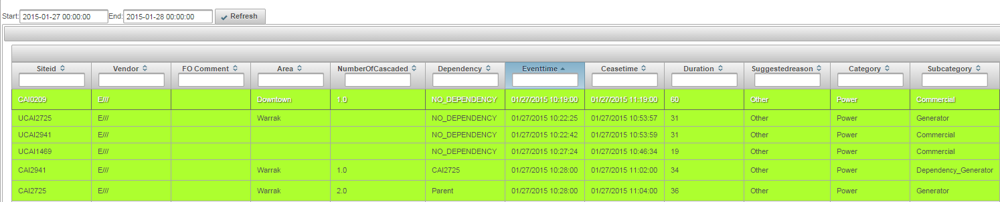 Start: 2015-01-27 00:00:00 End: 2015-01-28 00:00:00 Refresh
Siteid Vendor FO Comment Area NumberOfCascaded Dependency Eventtime Ceasetime Duration Suggestedreason Category Subcategory
CAI0209 E/// Downtown 1.0 NO_DEPENDENCY 01/27/2015 10:19:00 01/27/2015 11:19:00 60 Other Power Commercial
UCAI2725 E/// Warrak NO_DEPENDENCY 01/27/2015 10:22:25 01/27/2015 10:53:57 31 Other Power Generator
UCAI2941 E/// NO_DEPENDENCY 01/27/2015 10:22:42 01/27/2015 10:53:59 31 Other Power Commercial
UCAI1469 E/// NO_DEPENDENCY 01/27/2015 10:27:24 01/27/2015 10:46:34 19 Other Power Commercial
CAI2941 E/// Warrak 1.0 CAI2725 01/27/2015 10:28:00 01/27/2015 11:02:00 34 Other Power Dependency_Generator
CAI2725 E/// Warrak 2.0 Parent 01/27/2015 10:28:00 01/27/2015 11:04:00 36 Other Power Generator